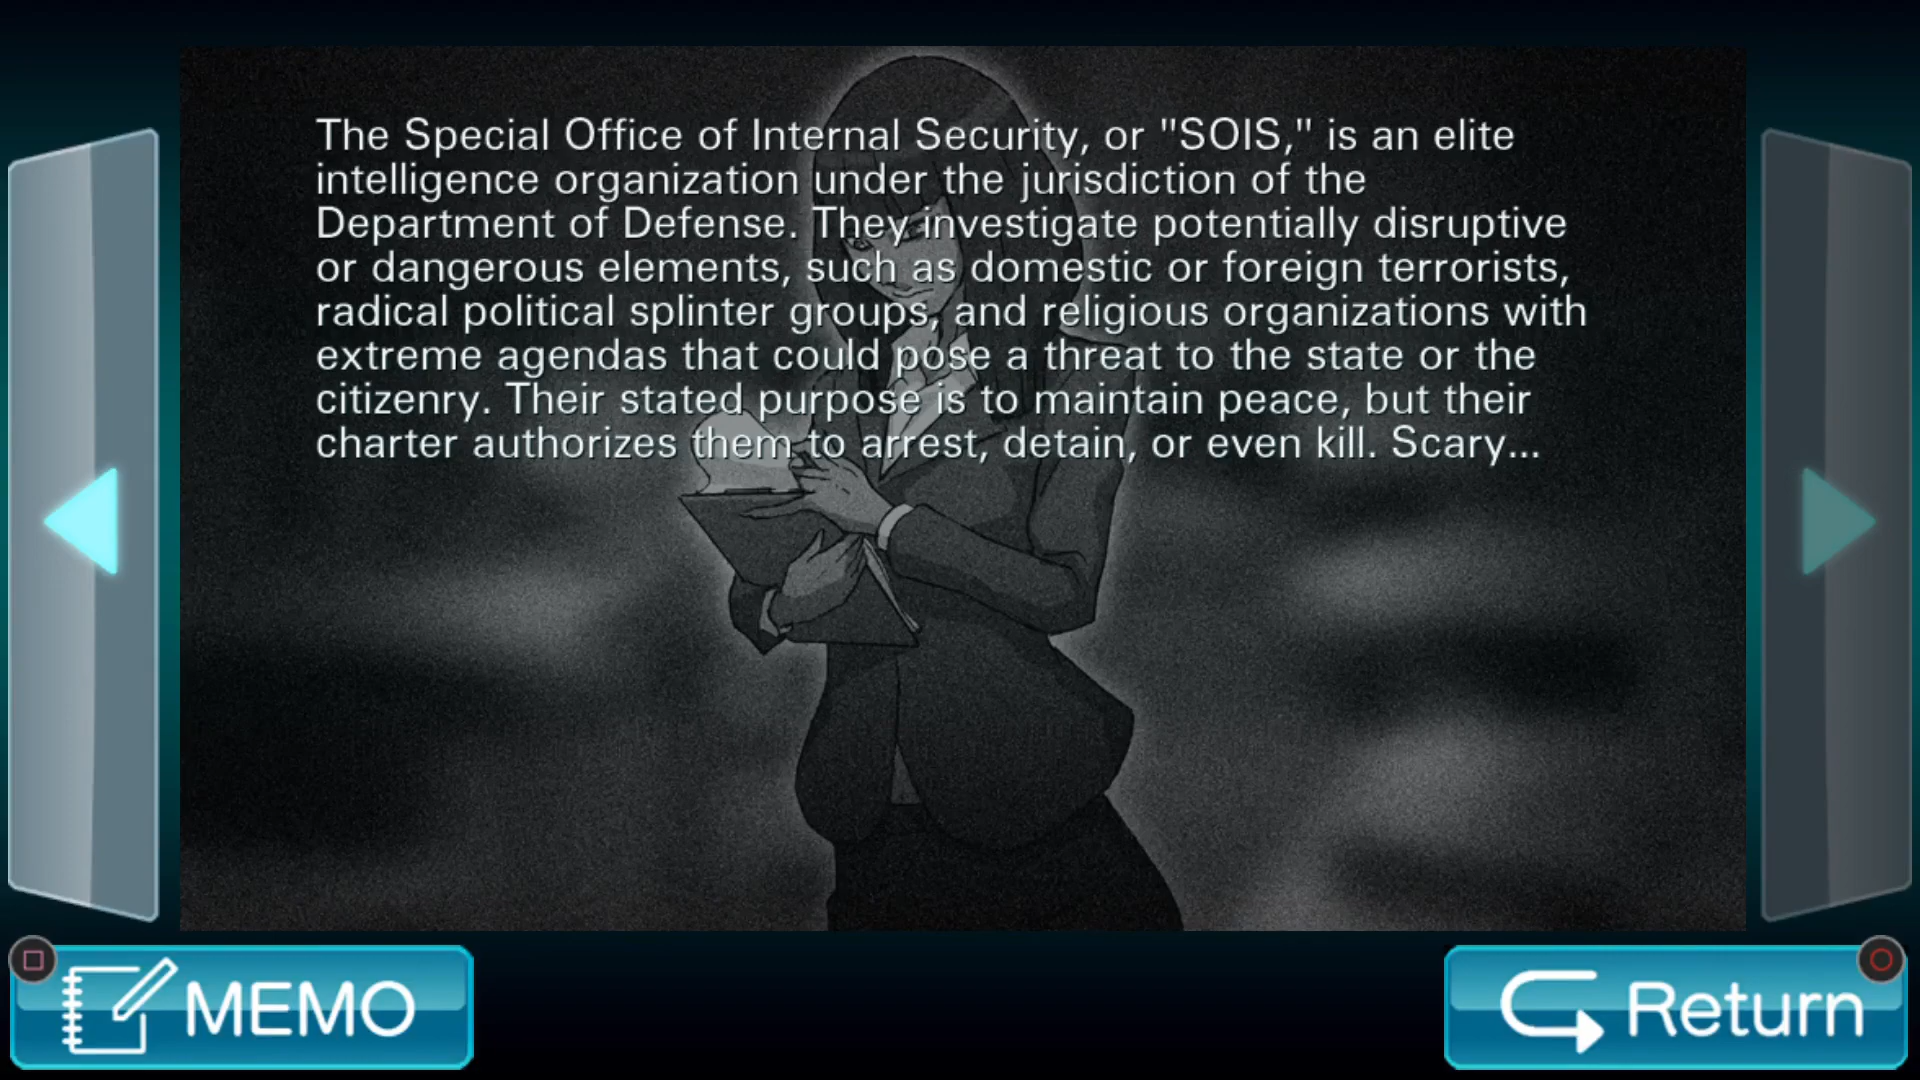 The Special Office of Internal Security, or "SOIS," is an elite
intelligence organization under the jurisdiction of the
Department of Defense. They investigate potentially disruptive
or dangerous elements, such as domestic or foreign terrorists,
radical political splinter groups, and religious organizations with
extreme agendas that could pose a threat to the state or the
citizenry. Their stated purpose is to maintain peace, but their
charter authorizes them to arrest, detain, or even kill. Scary...
MEMO
Return